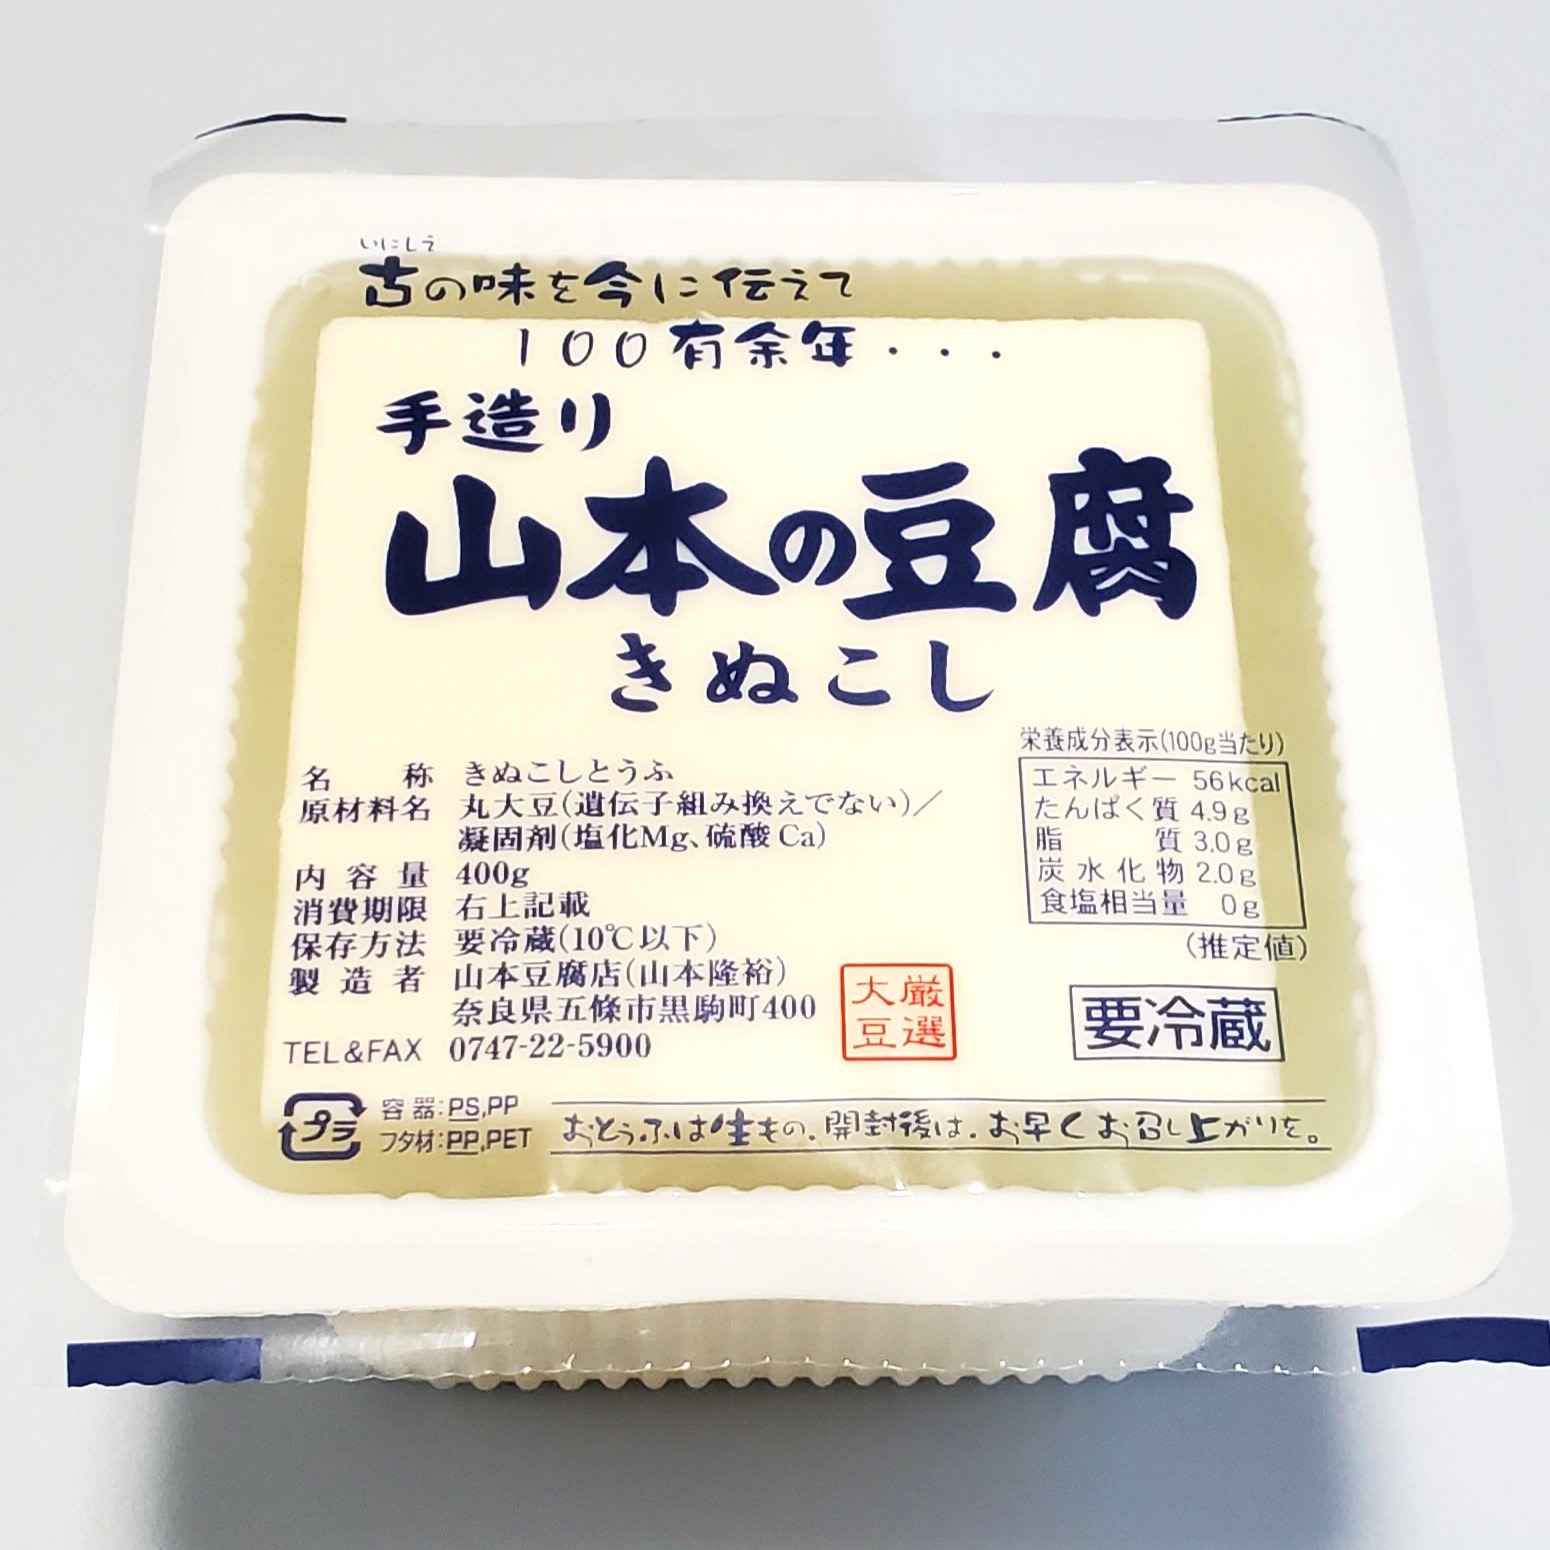 いにしえ
古の味を今に伝えて
100有余年・・・
手造り
山本の豆腐
きぬこし
名称 きぬこしとうふ
原材料名 丸大豆(遺伝子組み換えでない)／
凝固剤(塩化Mg、硫酸Ca)
内容量 400g
消費期限 右上記載
保存方法 要冷蔵(10℃以下)
製造者 山本豆腐店(山本隆裕)
奈良県五條市黒駒町400
TEL&FAX 0747-22-5900
栄養成分表示(100g当たり)
エネルギー 56kcal
たんぱく質 4.9g
脂質 3.0g
炭水化物 2.0g
食塩相当量 0g
(推定値)
厳選
大豆
要冷蔵
プラ
容器:PS,PP
フタ材:PP,PET
おとうふは生もの。開封後は、お早くお召し上がりを。